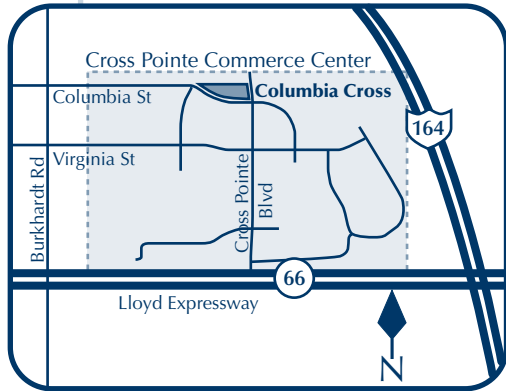 Cross Pointe Commerce Center
Columbia St
Columbia Cross
164
Virginia St
Burkhardt Rd
Cross Pointe
Blvd
66
Lloyd Expressway
N